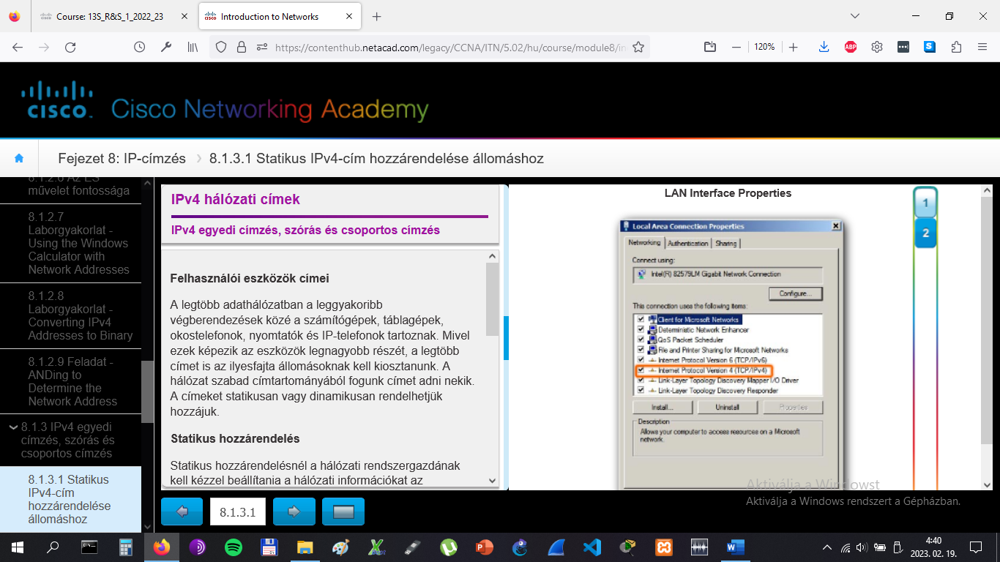 Course: 13S_R&S_1_2022_23
Introduction to Networks
https://contenthub.netacad.com/legacy/CCNA/ITN/5.02/hu/course/module8/in
120%
ABP
CISCO
Cisco Networking Academy
Fejezet 8: IP-címzés
8.1.3.1 Statikus IPv4-cím hozzárendelése állomáshoz
8.1.2.6 Az ÉS
művelet fontossága
8.1.2.7
Laborgyakorlat -
Using the Windows
Calculator with
Network Addresses
8.1.2.8
Laborgyakorlat -
Converting IPv4
Addresses to Binary
8.1.2.9 Feladat -
ANDing to
Determine the
Network Address
8.1.3 IPv4 egyedi
címzés, szórás és
csoportos címzés
8.1.3.1 Statikus
IPv4-cím
hozzárendelése
állomáshoz
IPv4 hálózati címek
IPv4 egyedi címzés, szórás és csoportos címzés
Felhasználói eszközök címei
A legtöbb adathálózatban a leggyakoribb
végberendezések közé a számítógépek, táblagépek,
okostelefonok, nyomtatók és IP-telefonok tartoznak. Mivel
ezek képezik az eszközök legnagyobb részét, a legtöbb
címet is az ilyesfajta állomásoknak kell kiosztanunk. A
hálózat szabad címtartományából fogunk címet adni nekik.
A címeket statikusan vagy dinamikusan rendelhetjük
hozzájuk.
Statikus hozzárendelés
Statikus hozzárendelésnél a hálózati rendszergazdának
kell kézzel beállítania a hálózati információkat az
8.1.3.1
LAN Interface Properties
1
2
Local Area Connection Properties
Networking
Authentication
Sharing
Connect using:
Intel(R) 82579LM Gigabit Network Connection
Configure...
This connection uses the following items:
Client for Microsoft Networks
Deterministic Network Enhancer
QoS Packet Scheduler
File and Printer Sharing for Microsoft Networks
Internet Protocol Version 6 (TCP/IPv6)
Internet Protocol Version 4 (TCP/IPv4)
Link-Layer Topology Discovery Mapper I/O Driver
Link-Layer Topology Discovery Responder
Install...
Uninstall
Properties
Description
Allows your computer to access resources on a Microsoft
network.
Aktiválja a Windowst
Aktiválja a Windows rendszert a Gépházban.
4:40
2023. 02. 19.